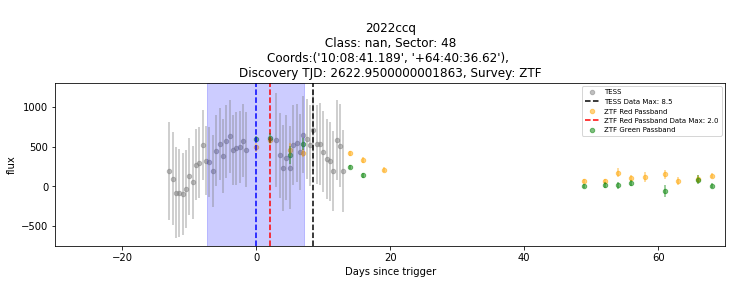 2022ccq
Class: nan, Sector: 48
Coords:('10:08:41.189', '+64:40:36.62'),
Discovery TJD: 2622.9500000001863, Survey: ZTF
TESS
TESS Data Max: 8.5
ZTF Red Passband
ZTF Red Passband Data Max: 2.0
ZTF Green Passband
flux
1000
500
0
−500
−20
0
20
40
60
Days since trigger